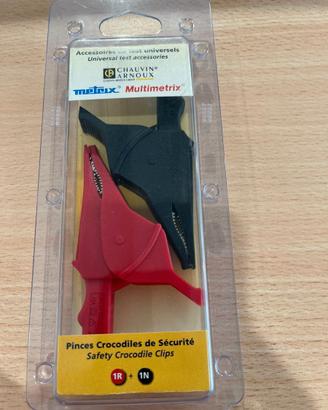 Accessoires de test universels
Universal test accessories
CHAUVIN®
ARNOUX
metrix® Multimetrix®
Pinces Crocodiles de Sécurité
Safety Crocodile Clips
1R + 1N